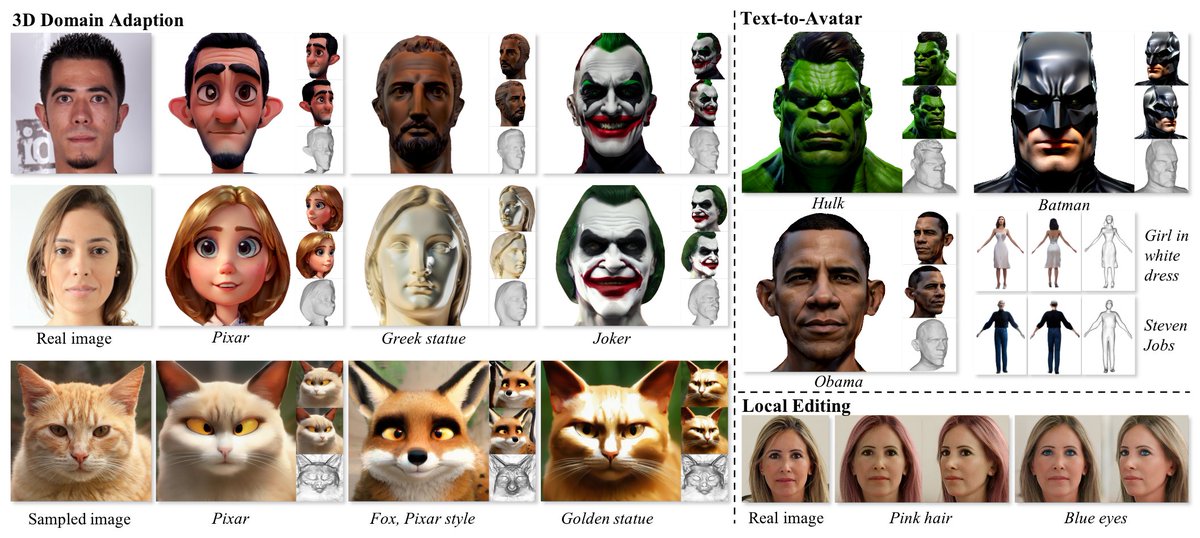 3D Domain Adaption
id
Real image
Pixar
Greek statue
Joker
Sampled image
Pixar
Fox, Pixar style
Golden statue
Text-to-Avatar
Hulk
Batman
Obama
Girl in
white
dress
Steven
Jobs
Local Editing
Real image
Pink hair
Blue eyes